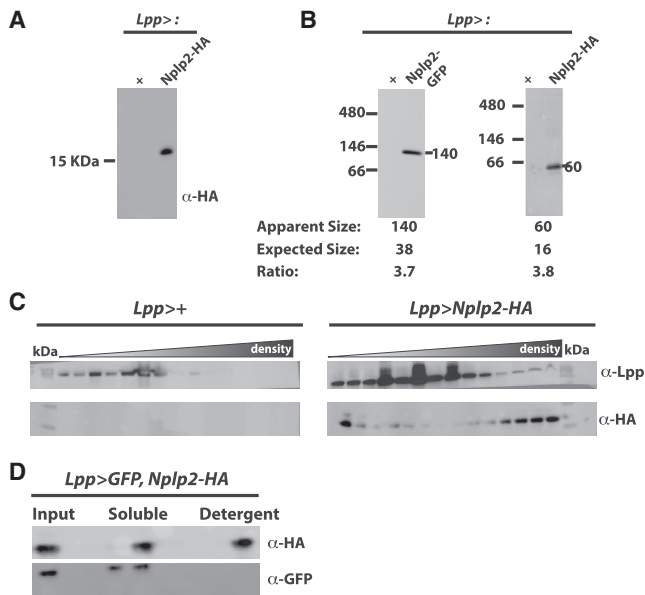 A
Lpp> :
+
Nplp2-HA
15 KDa
α-HA
B
Lpp> :
+
Nplp2-
GFP
480
146
66
140
+
Nplp2-HA
480
146
66
60
Apparent Size: 140 60
Expected Size: 38 16
Ratio: 3.7 3.8
C
Lpp>+
Lpp>Nplp2-HA
kDa
density
density
kDa
α-Lpp
α-HA
D
Lpp>GFP, Nplp2-HA
Input Soluble Detergent
α-HA
α-GFP